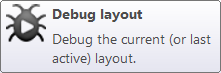 Debug layout
Debug the current (or last
active) layout.